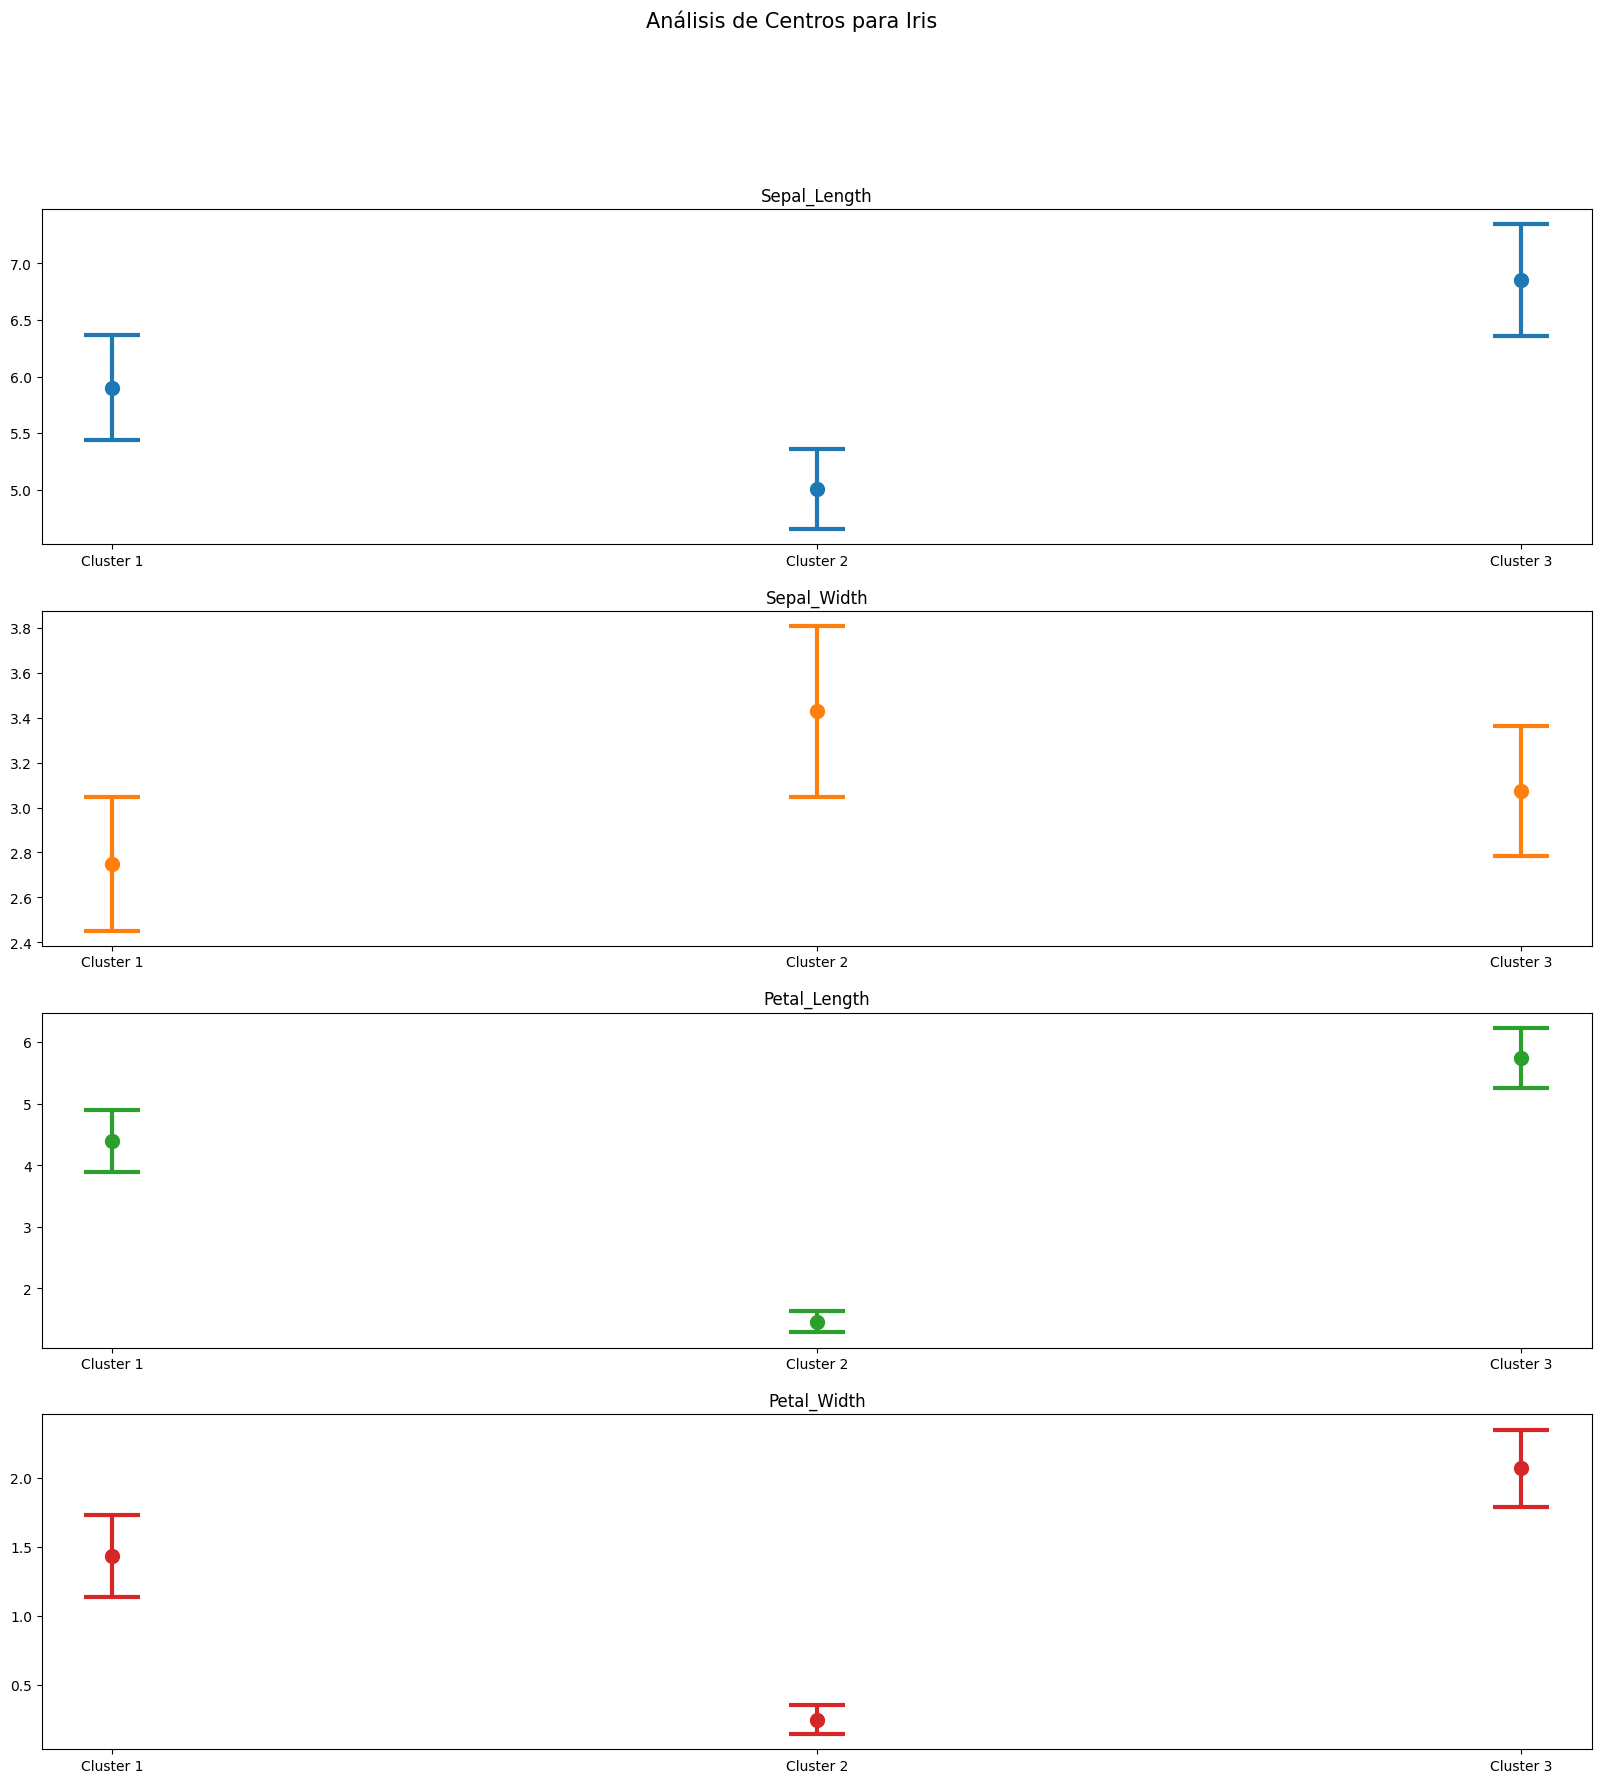 Análisis de Centros para Iris
Sepal_Length
7.0
6.5
6.0
5.5
5.0
Cluster 1 Cluster 2 Cluster 3
Sepal_Width
3.8
3.6
3.4
3.2
3.0
2.8
2.6
2.4
Cluster 1 Cluster 2 Cluster 3
Petal_Length
6
5
4
3
2
Cluster 1 Cluster 2 Cluster 3
Petal_Width
2.0
1.5
1.0
0.5
Cluster 1 Cluster 2 Cluster 3